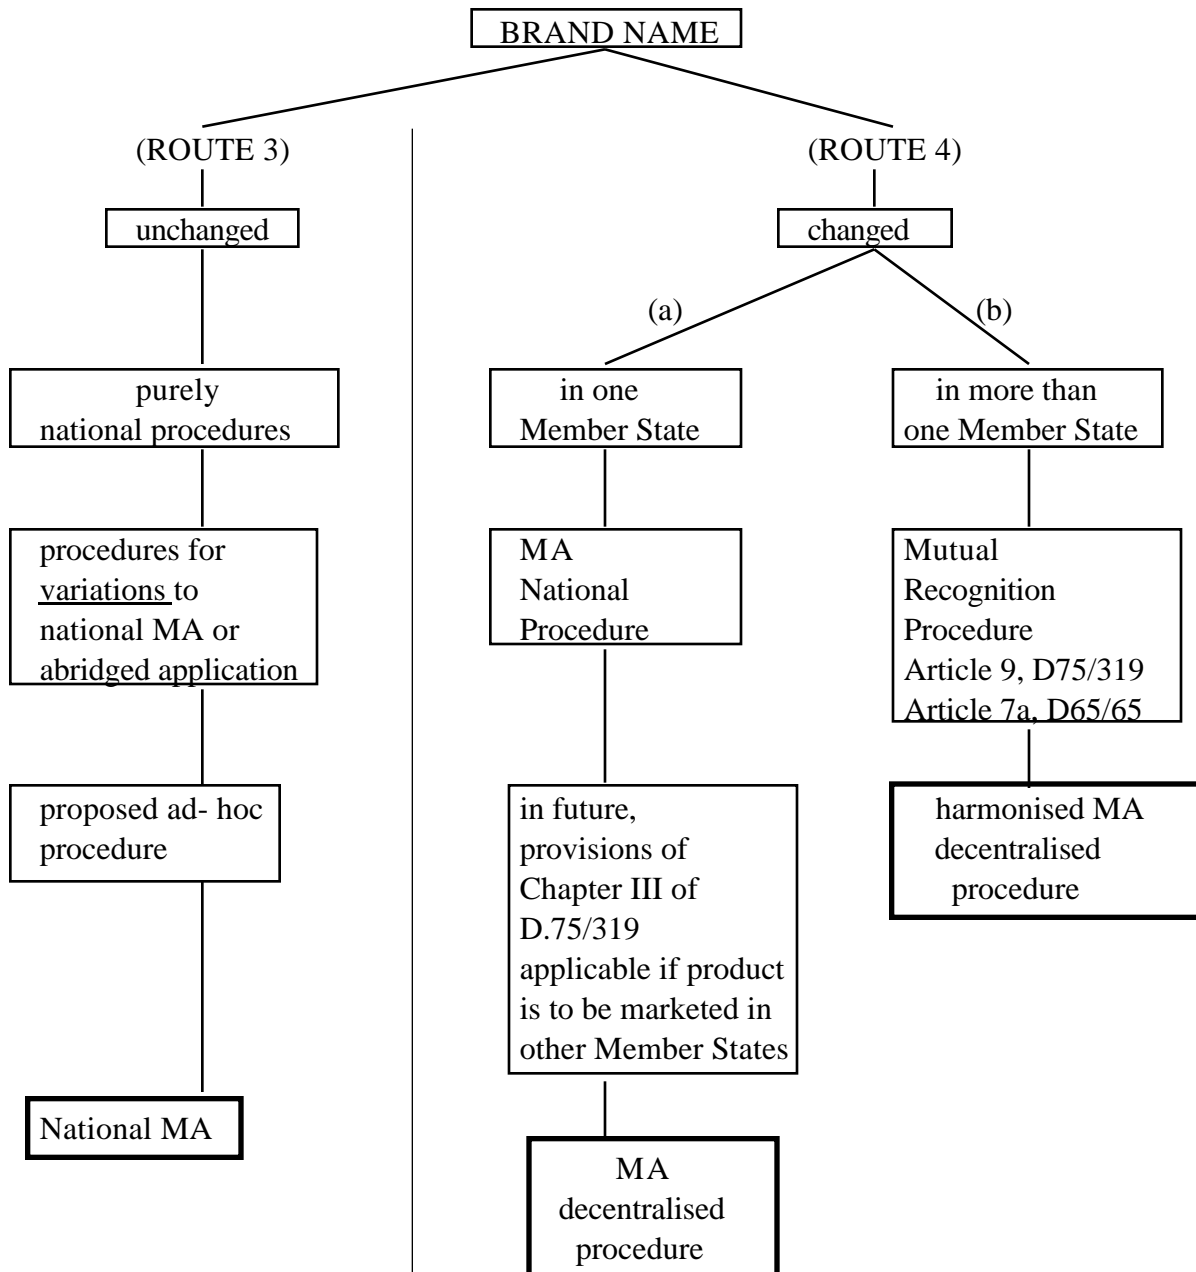 BRAND NAME
(ROUTE 3)
unchanged
purely
national procedures
procedures for
variations to
national MA or
abridged application
proposed ad- hoc
procedure
National MA
(ROUTE 4)
changed
(a)
in one
Member State
MA
National
Procedure
in future,
provisions of
Chapter III of
D.75/319
applicable if product
is to be marketed in
other Member States
MA
decentralised
procedure
(b)
in more than
one Member State
Mutual
Recognition
Procedure
Article 9, D75/319
Article 7a, D65/65
harmonised MA
decentralised
procedure